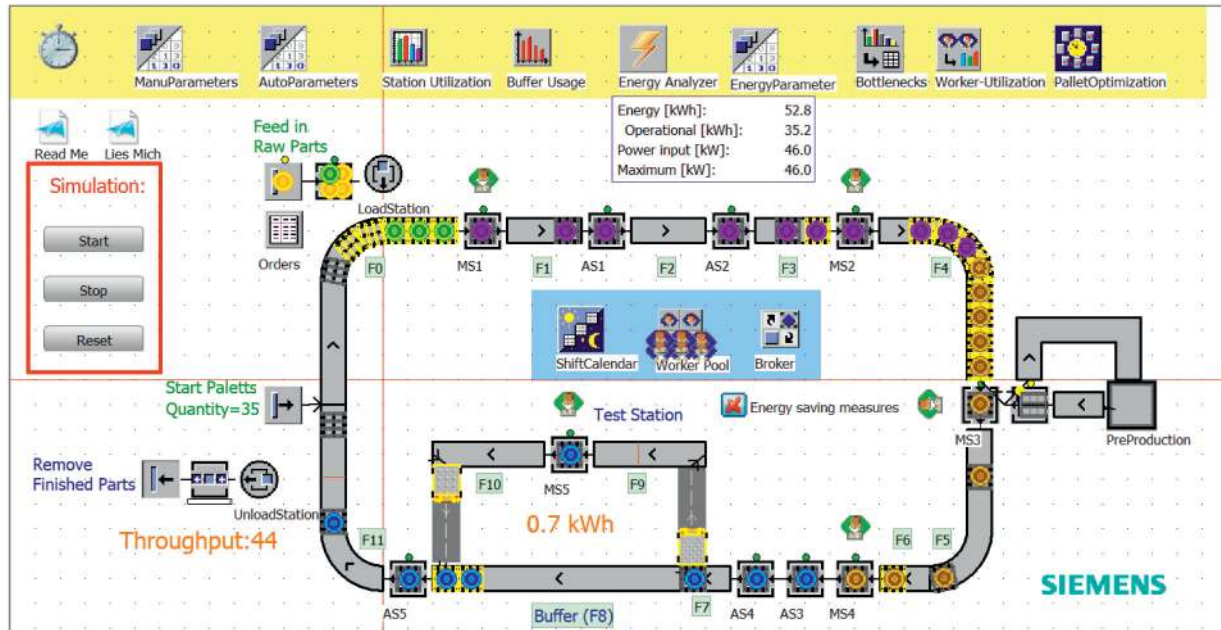 ManuParameters
AutoParameters
Station Utilization
Buffer Usage
Energy Analyzer
EnergyParameter
Bottlenecks
Worker-Utilization
PalletOptimization
Energy [kWh]: 52.8
Operational [kWh]: 35.2
Power input [kW]: 46.0
Maximum [kW]: 46.0
Read Me
Lies Mich
Feed in
Raw Parts
Simulation:
Start
Stop
Reset
LoadStation
Orders
F0
MS1
F1
AS1
F2
AS2
F3
MS2
F4
ShiftCalendar
Worker Pool
Broker
Start Paletts
Quantity=35
Test Station
Energy saving measures
MS3
PreProduction
Remove
Finished Parts
UnloadStation
F10
MS5
F9
Throughput:44
0.7 kWh
F11
F6
F5
AS5
Buffer (F8)
F7
AS4
AS3
MS4
SIEMENS